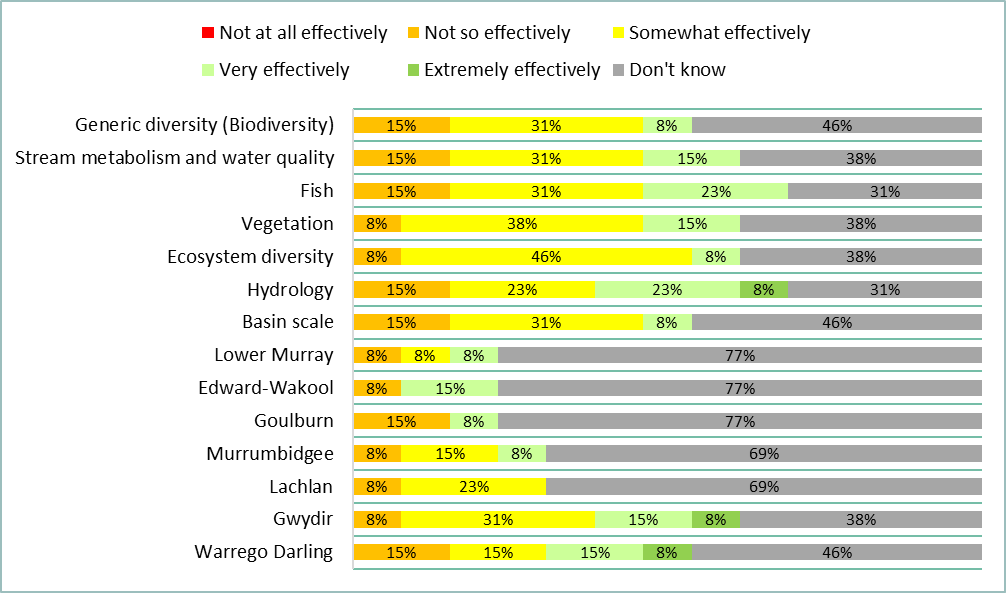 Not at all effectively Not so effectively Somewhat effectively
Very effectively Extremely effectively Don't know
Generic diversity (Biodiversity) 15% 31% 8% 46%
Stream metabolism and water quality 15% 31% 15% 38%
Fish 15% 31% 23% 31%
Vegetation 8% 38% 15% 38%
Ecosystem diversity 8% 46% 8% 38%
Hydrology 15% 23% 23% 8% 31%
Basin scale 15% 31% 8% 46%
Lower Murray 8% 8% 8% 77%
Edward-Wakool 8% 15% 77%
Goulburn 15% 8% 77%
Murrumbidgee 8% 15% 8% 69%
Lachlan 8% 23% 69%
Gwydir 8% 31% 15% 8% 38%
Warrego Darling 15% 15% 15% 8% 46%